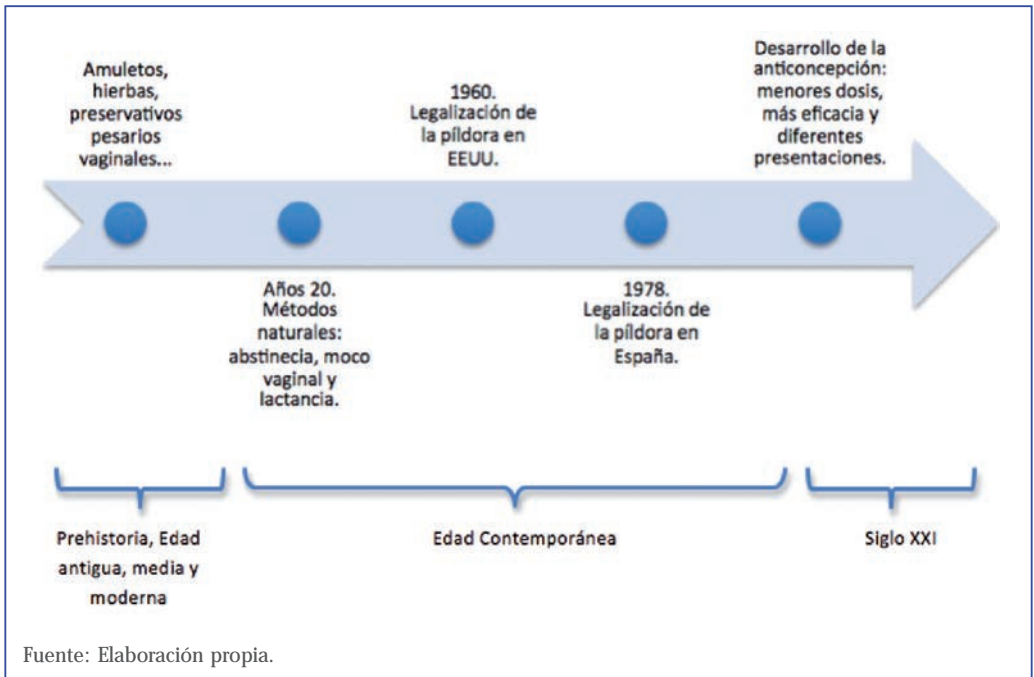 Amuletos,
hierbas,
preservativos
pesarios
vaginales...
Años 20.
Métodos
naturales:
abstinecia, moco
vaginal y
lactancia.
1960.
Legalización de
la píldora en
EEUU.
1978.
Legalización de
la píldora en
España.
Desarrollo de la
anticoncepción:
menores dosis,
más eficacia y
diferentes
presentaciones.
Prehistoria, Edad
antigua, media y
moderna
Edad Contemporánea
Siglo XXI
Fuente: Elaboración propia.